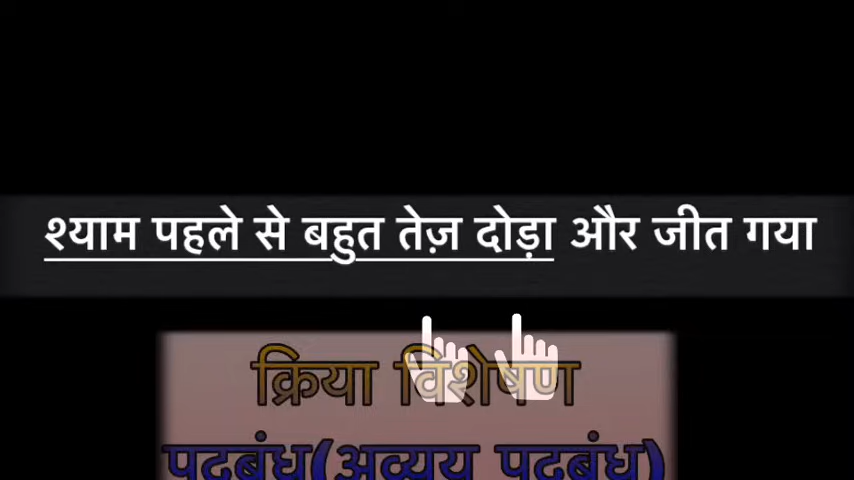 श्याम पहले से बहुत तेज़ दोड़ा और जीत गया
क्रिया विशेषण
पदबंध(अव्यय पदबंध)